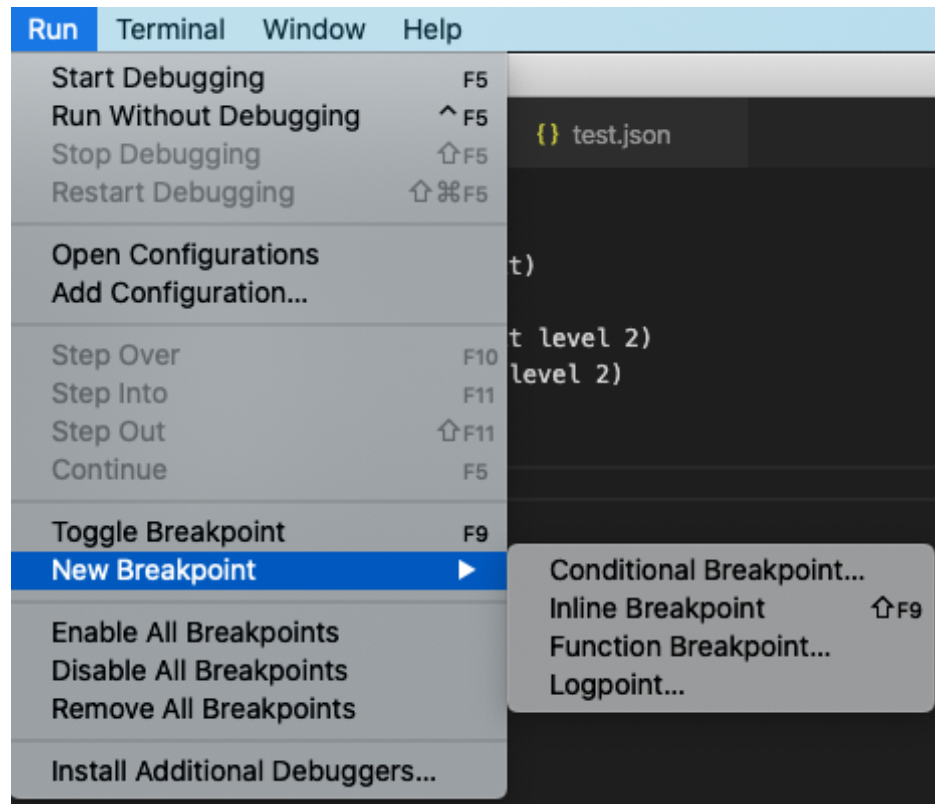 Run Terminal Window Help
Start Debugging F5
Run Without Debugging ^ F5
Stop Debugging ⇧F5
Restart Debugging ⇧⌘F5
Open Configurations
Add Configuration...
Step Over F10
Step Into F11
Step Out ⇧F11
Continue F5
Toggle Breakpoint F9
New Breakpoint ▶
Enable All Breakpoints
Disable All Breakpoints
Remove All Breakpoints
Install Additional Debuggers...
{} test.json
t)
t level 2)
level 2)
Conditional Breakpoint...
Inline Breakpoint ⇧F9
Function Breakpoint...
Logpoint...